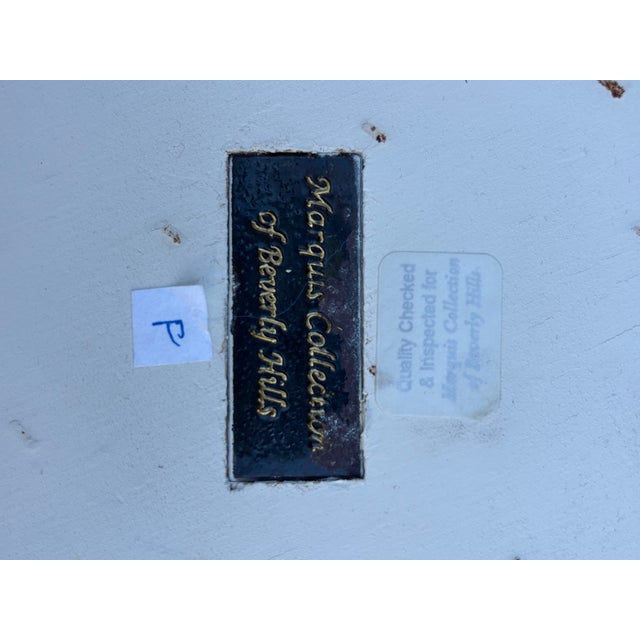 Marquis Collection
of Beverly Hills
Quality Checked
& Inspected for
Marquis Collection
of Beverly Hills.
P